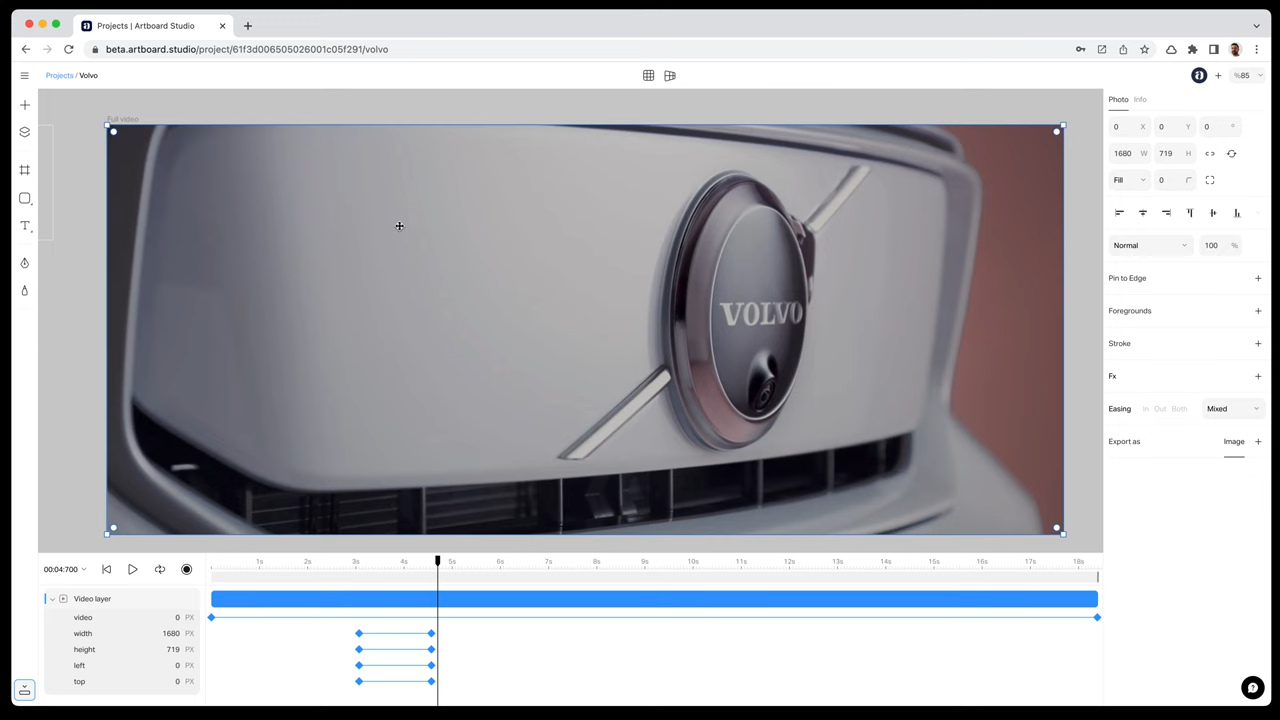 Projects | Artboard Studio
beta.artboard.studio/project/61f3d006505026001c05f291/volvo
Projects / Volvo
%85
Full video
VOLVO
Photo Info
0 X 0 Y 0 °
1680 W 719 H
Fill 0
Normal 100 %
Pin to Edge
Foregrounds
Stroke
Fx
Easing In Out Both Mixed
Export as Image
00:04:700
1s 2s 3s 4s 5s 6s 7s 8s 9s 10s 11s 12s 13s 14s 15s 16s 17s 18s
Video layer
video 0 PX
width 1680 PX
height 719 PX
left 0 PX
top 0 PX